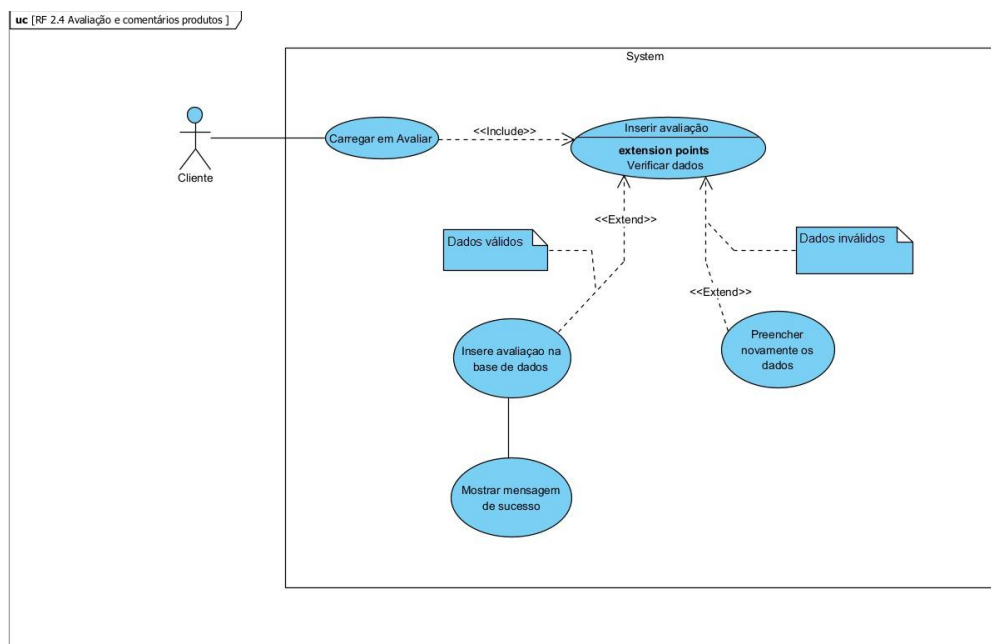 uc [RF 2.4 Avaliação e comentários produtos ]
System
Cliente
Carregar em Avaliar
<<Include>>
Inserir avaliação
extension points
Verificar dados
<<Extend>>
Dados válidos
Dados inválidos
<<Extend>>
Insere avaliaçao na
base de dados
Preencher
novamente os
dados
Mostrar mensagem
de sucesso